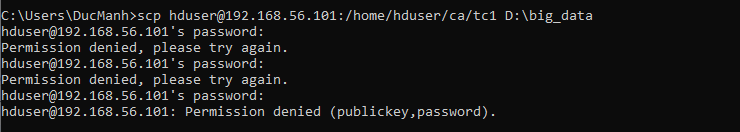 C:\Users\DucManh>scp hduser@192.168.56.101:/home/hduser/ca/tc1 D:\big_data
hduser@192.168.56.101's password:
Permission denied, please try again.
hduser@192.168.56.101's password:
Permission denied, please try again.
hduser@192.168.56.101's password:
hduser@192.168.56.101: Permission denied (publickey,password).